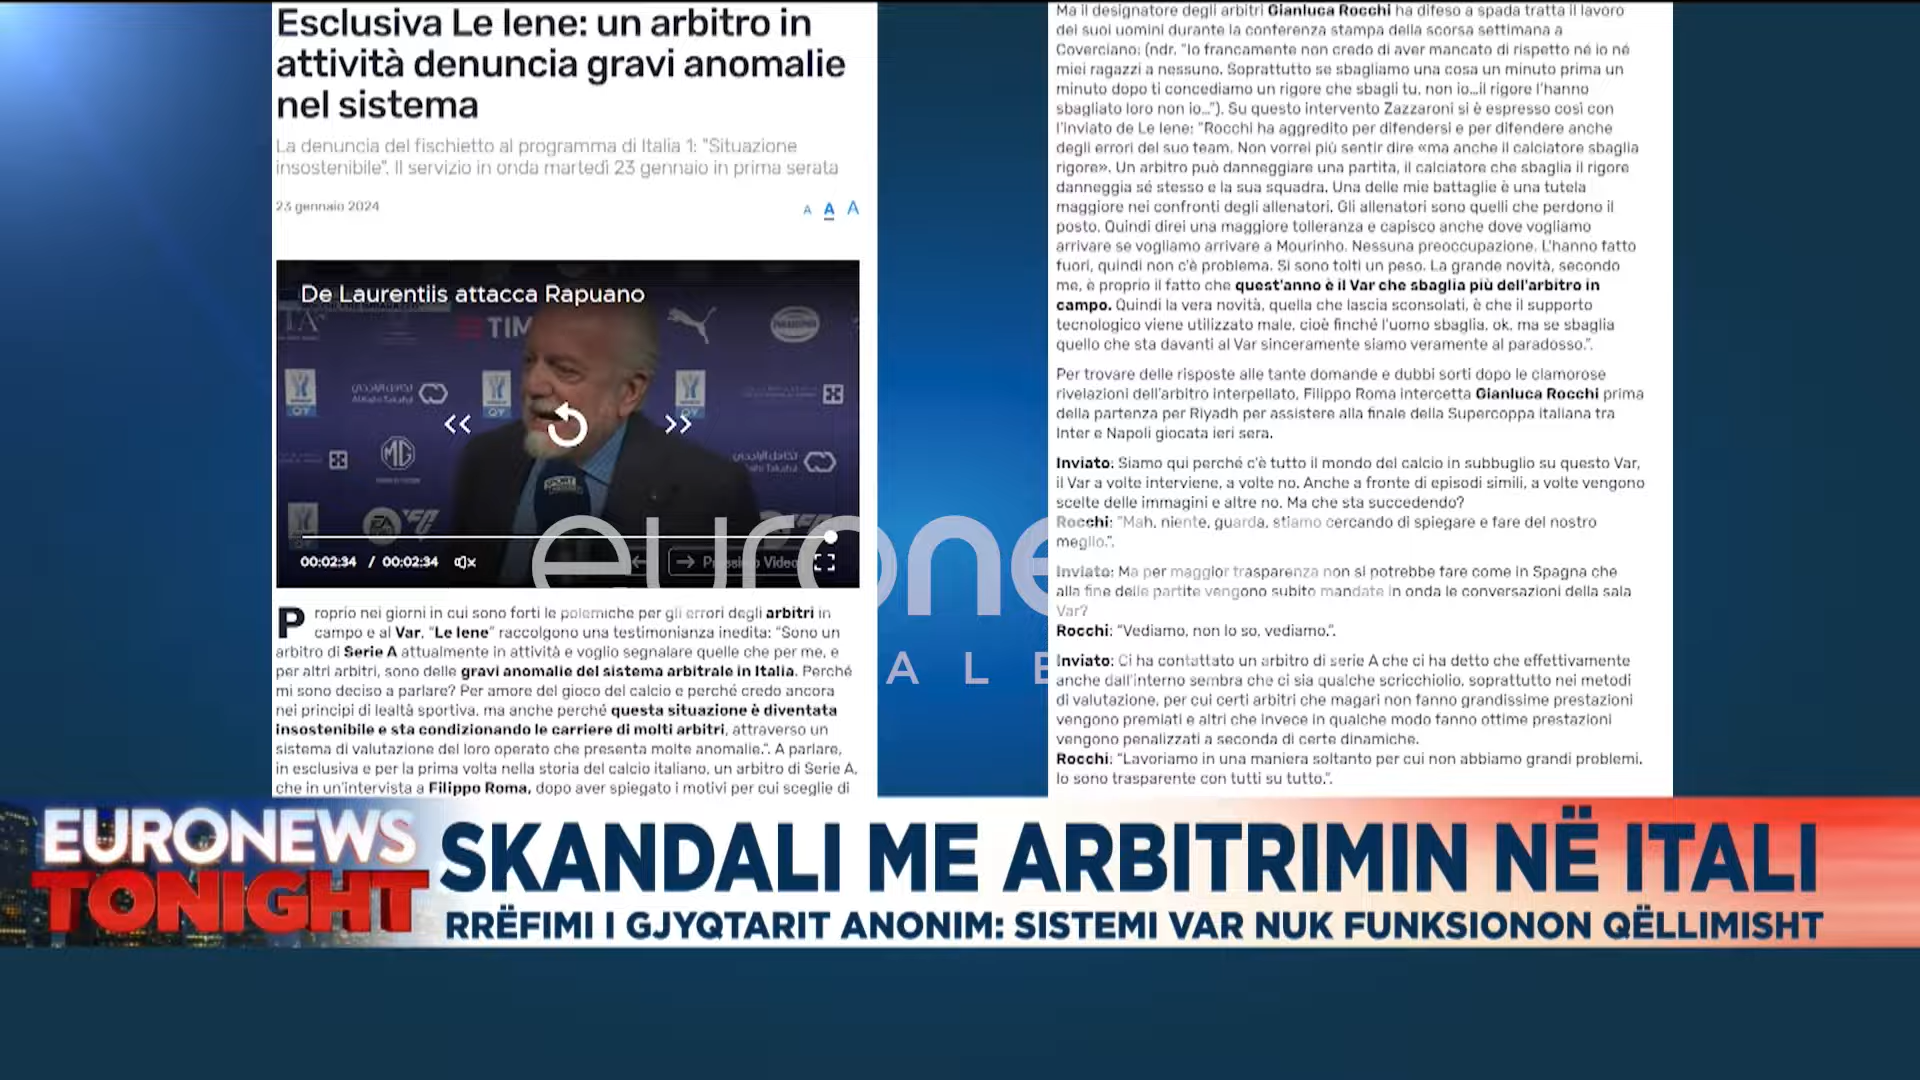 Esclusiva Le Iene: un arbitro in
attività denuncia gravi anomalie
nel sistema
La denuncia del fischietto al programma di Italia 1: "Situazione
insostenibile". Il servizio in onda martedì 23 gennaio in prima serata
23 gennaio 2024
A A A
De Laurentiis attacca Rapuano
TIM
MG
SPORT
00:02:34 / 00:02:34
Video
Proprio nei giorni in cui sono forti le polemiche per gli errori degli arbitri in
campo e al Var, "Le Iene" raccolgono una testimonianza inedita: "Sono un
arbitro di Serie A attualmente in attività e voglio segnalare quelle che per me, e
per altri arbitri, sono delle gravi anomalie del sistema arbitrale in Italia. Perché
mi sono deciso a parlare? Per amore del gioco del calcio e perché credo ancora
nei principi di lealtà sportiva, ma anche perché questa situazione è diventata
insostenibile e sta condizionando le carriere di molti arbitri, attraverso un
sistema di valutazione del loro operato che presenta molte anomalie.". A parlare,
in esclusiva e per la prima volta nella storia del calcio italiano, un arbitro di Serie A,
che in un'intervista a Filippo Roma, dopo aver spiegato i motivi per cui sceglie di
Ma il designatore degli arbitri Gianluca Rocchi ha difeso a spada tratta il lavoro
dei suoi uomini durante la conferenza stampa della scorsa settimana a
Coverciano: (ndr. "Io francamente non credo di aver mancato di rispetto né io né
miei ragazzi a nessuno. Soprattutto se sbagliamo una cosa un minuto prima un
minuto dopo ti concediamo un rigore che sbagli tu, non io...il rigore l'hanno
sbagliato loro non io..."). Su questo intervento Zazzaroni si è espresso così con
l'inviato de Le Iene: "Rocchi ha aggredito per difendersi e per difendere anche
degli errori del suo team. Non vorrei più sentir dire «ma anche il calciatore sbaglia
rigore». Un arbitro può danneggiare una partita, il calciatore che sbaglia il rigore
danneggia sé stesso e la sua squadra. Una delle mie battaglie è una tutela
maggiore nei confronti degli allenatori. Gli allenatori sono quelli che perdono il
posto. Quindi direi una maggiore tolleranza e capisco anche dove vogliamo
arrivare se vogliamo arrivare a Mourinho. Nessuna preoccupazione. L'hanno fatto
fuori, quindi non c'è problema. Si sono tolti un peso. La grande novità, secondo
me, è proprio il fatto che quest'anno è il Var che sbaglia più dell'arbitro in
campo. Quindi la vera novità, quella che lascia sconsolati, è che il supporto
tecnologico viene utilizzato male, cioè finché l'uomo sbaglia, ok, ma se sbaglia
quello che sta davanti al Var sinceramente siamo veramente al paradosso.".
Per trovare delle risposte alle tante domande e dubbi sorti dopo le clamorose
rivelazioni dell'arbitro interpellato, Filippo Roma intercetta Gianluca Rocchi prima
della partenza per Riyadh per assistere alla finale della Supercoppa italiana tra
Inter e Napoli giocata ieri sera.
Inviato: Siamo qui perché c'è tutto il mondo del calcio in subbuglio su questo Var,
il Var a volte interviene, a volte no. Anche a fronte di episodi simili, a volte vengono
scelte delle immagini e altre no. Ma che sta succedendo?
Rocchi: "Mah, niente, guarda, stiamo cercando di spiegare e fare del nostro
meglio.".
Inviato: Ma per maggior trasparenza non si potrebbe fare come in Spagna che
alla fine delle partite vengono subito mandate in onda le conversazioni della sala
Var?
Rocchi: "Vediamo, non lo so, vediamo.".
Inviato: Ci ha contattato un arbitro di serie A che ci ha detto che effettivamente
anche dall'interno sembra che ci sia qualche scricchiolio, soprattutto nei metodi
di valutazione, per cui certi arbitri che magari non fanno grandissime prestazioni
vengono premiati e altri che invece in qualche modo fanno ottime prestazioni
vengono penalizzati a seconda di certe dinamiche.
Rocchi: "Lavoriamo in una maniera soltanto per cui non abbiamo grandi problemi.
Io sono trasparente con tutti su tutto.".
eurone
ALE
EURONEWS
TONIGHT
SKANDALI ME ARBITRIMIN NË ITALI
RRËFIMI I GJYQTARIT ANONIM: SISTEMI VAR NUK FUNKSIONON QËLLIMISHT